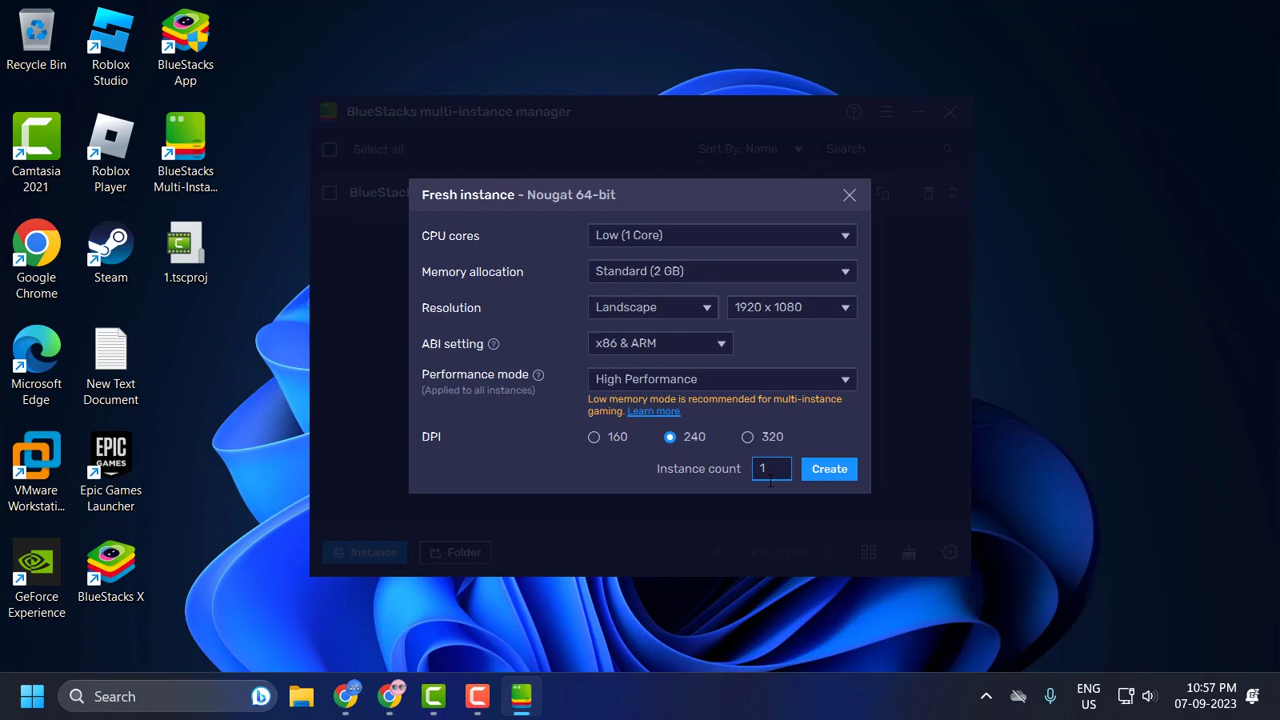 Recycle Bin
Roblox
Studio
BlueStacks
App
Camtasia
2021
Roblox
Player
BlueStacks
Multi-Insta...
Google
Chrome
Steam
1.tscproj
Microsoft
Edge
New Text
Document
VMware
Workstati...
Epic Games
Launcher
GeForce
Experience
BlueStacks X
BlueStacks multi-instance manager
Select all
Sort By: Name
Search
BlueStac
Fresh instance - Nougat 64-bit
CPU cores
Low (1 Core)
Memory allocation
Standard (2 GB)
Resolution
Landscape
1920 x 1080
ABI setting
x86 & ARM
Performance mode
(Applied to all instances)
High Performance
Low memory mode is recommended for multi-instance
gaming. Learn more
DPI
160
240
320
Instance count
1
Create
Instance
Folder
Search
ENG
US
10:57 PM
07-09-2023